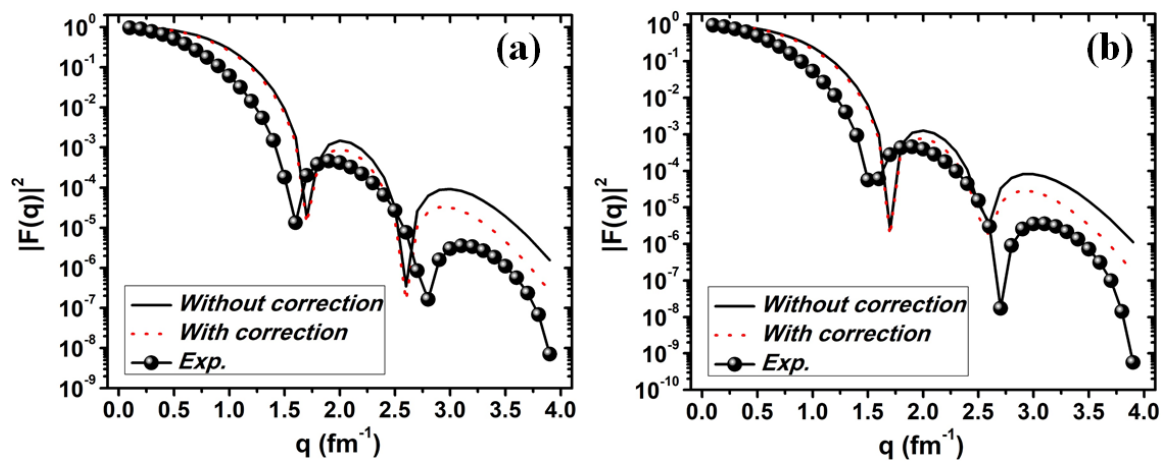 (a)
|F(q)|²
10⁰
10⁻¹
10⁻²
10⁻³
10⁻⁴
10⁻⁵
10⁻⁶
10⁻⁷
10⁻⁸
10⁻⁹
Without correction
With correction
Exp.
0.0 0.5 1.0 1.5 2.0 2.5 3.0 3.5 4.0
q (fm⁻¹)
(b)
|F(q)|²
10⁰
10⁻¹
10⁻²
10⁻³
10⁻⁴
10⁻⁵
10⁻⁶
10⁻⁷
10⁻⁸
10⁻⁹
10⁻¹⁰
Without correction
With correction
Exp.
0.0 0.5 1.0 1.5 2.0 2.5 3.0 3.5 4.0
q (fm⁻¹)